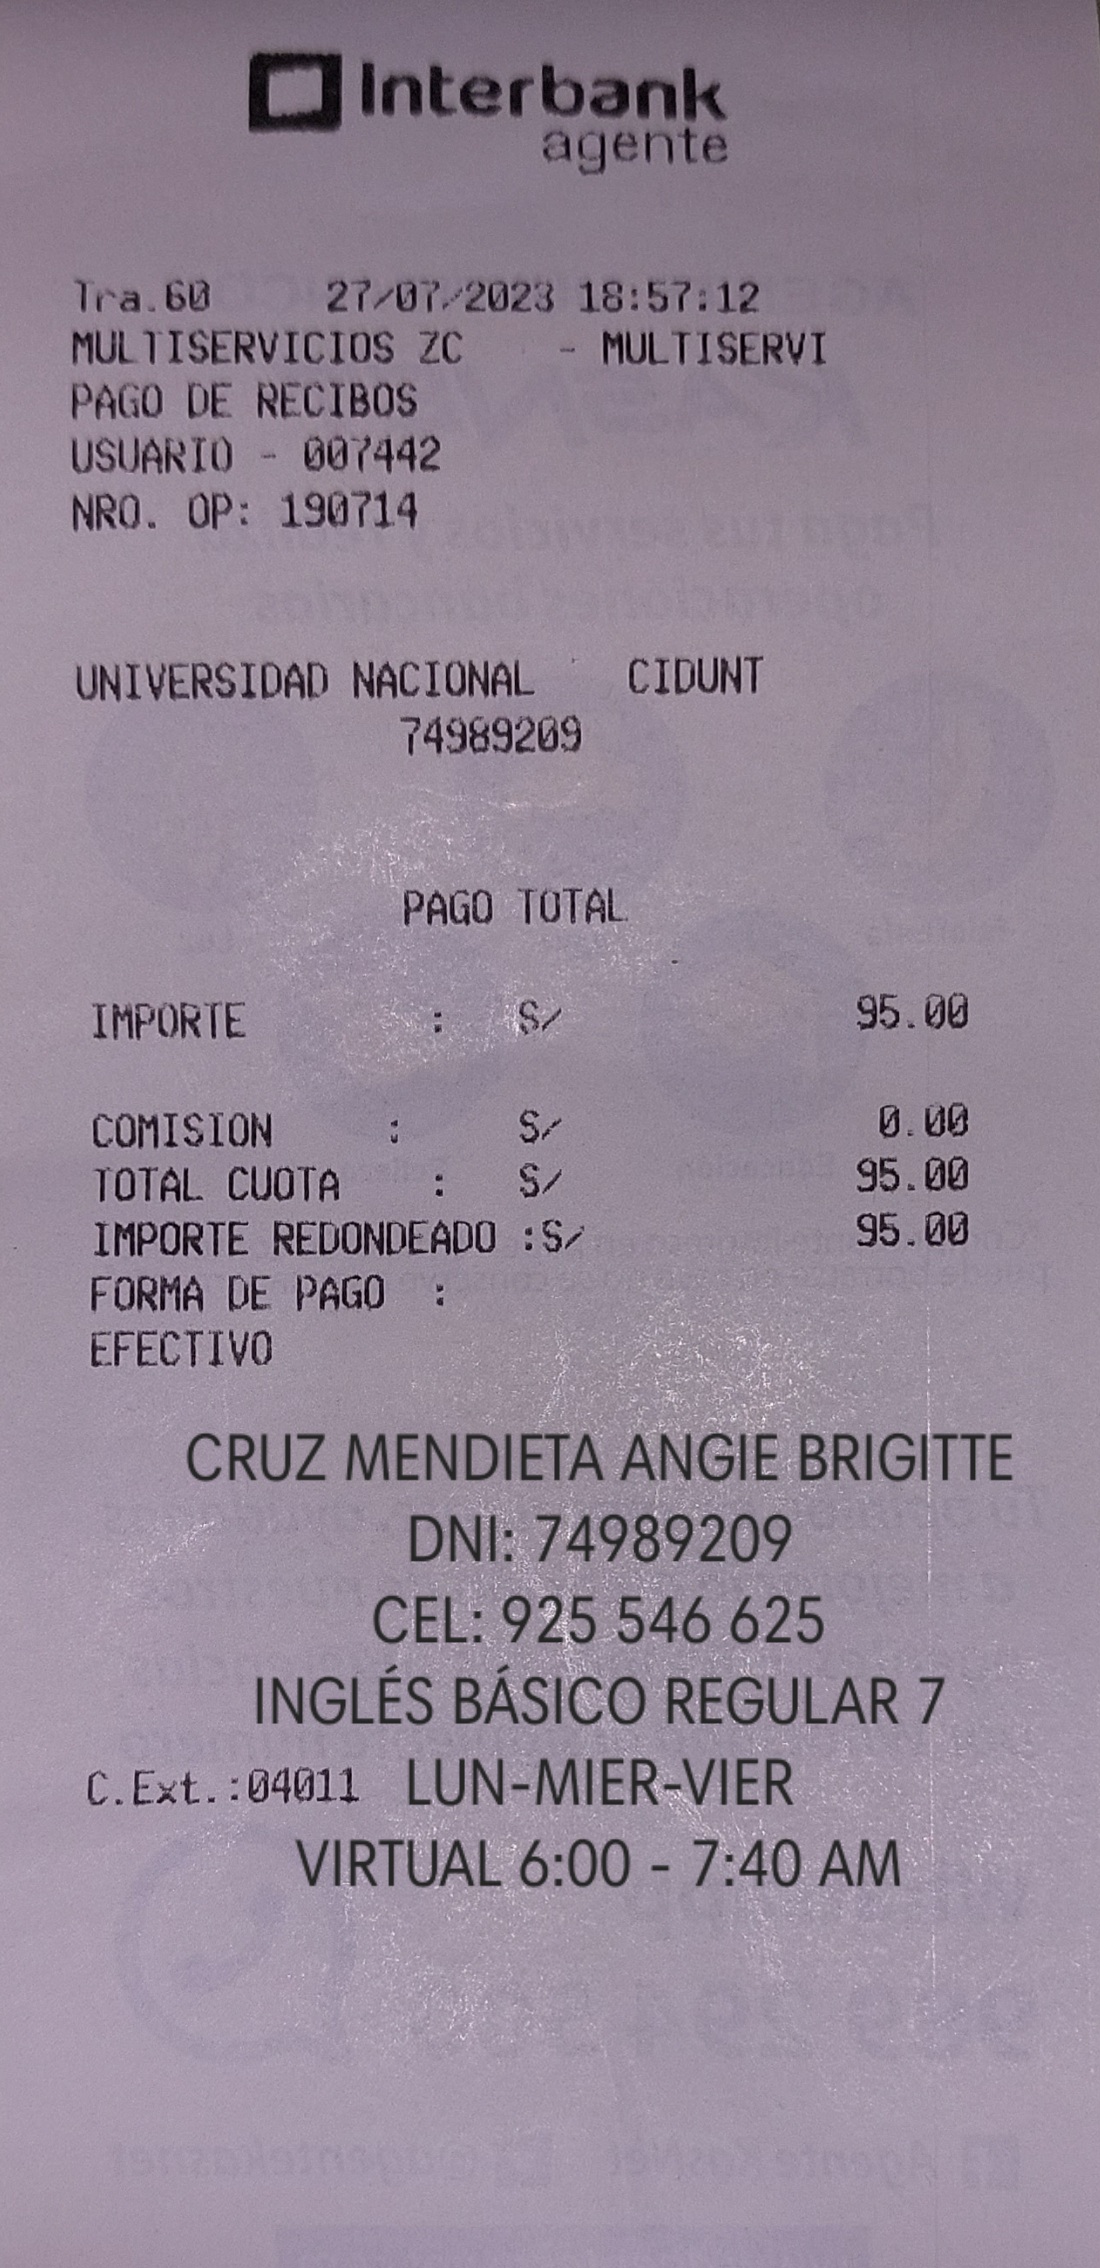 Interbank
agente
Tra.60 27/07/2023 18:57:12
MULTISERVICIOS ZC - MULTISERVI
PAGO DE RECIBOS
USUARIO - 007442
NRO. OP: 190714
UNIVERSIDAD NACIONAL CIDUNT
74989209
PAGO TOTAL
IMPORTE : S/ 95.00
COMISION : S/ 0.00
TOTAL CUOTA : S/ 95.00
IMPORTE REDONDEADO :S/ 95.00
FORMA DE PAGO :
EFECTIVO
CRUZ MENDIETA ANGIE BRIGITTE
DNI: 74989209
CEL: 925 546 625
INGLÉS BÁSICO REGULAR 7
C.Ext.:04011 LUN-MIER-VIER
VIRTUAL 6:00 - 7:40 AM